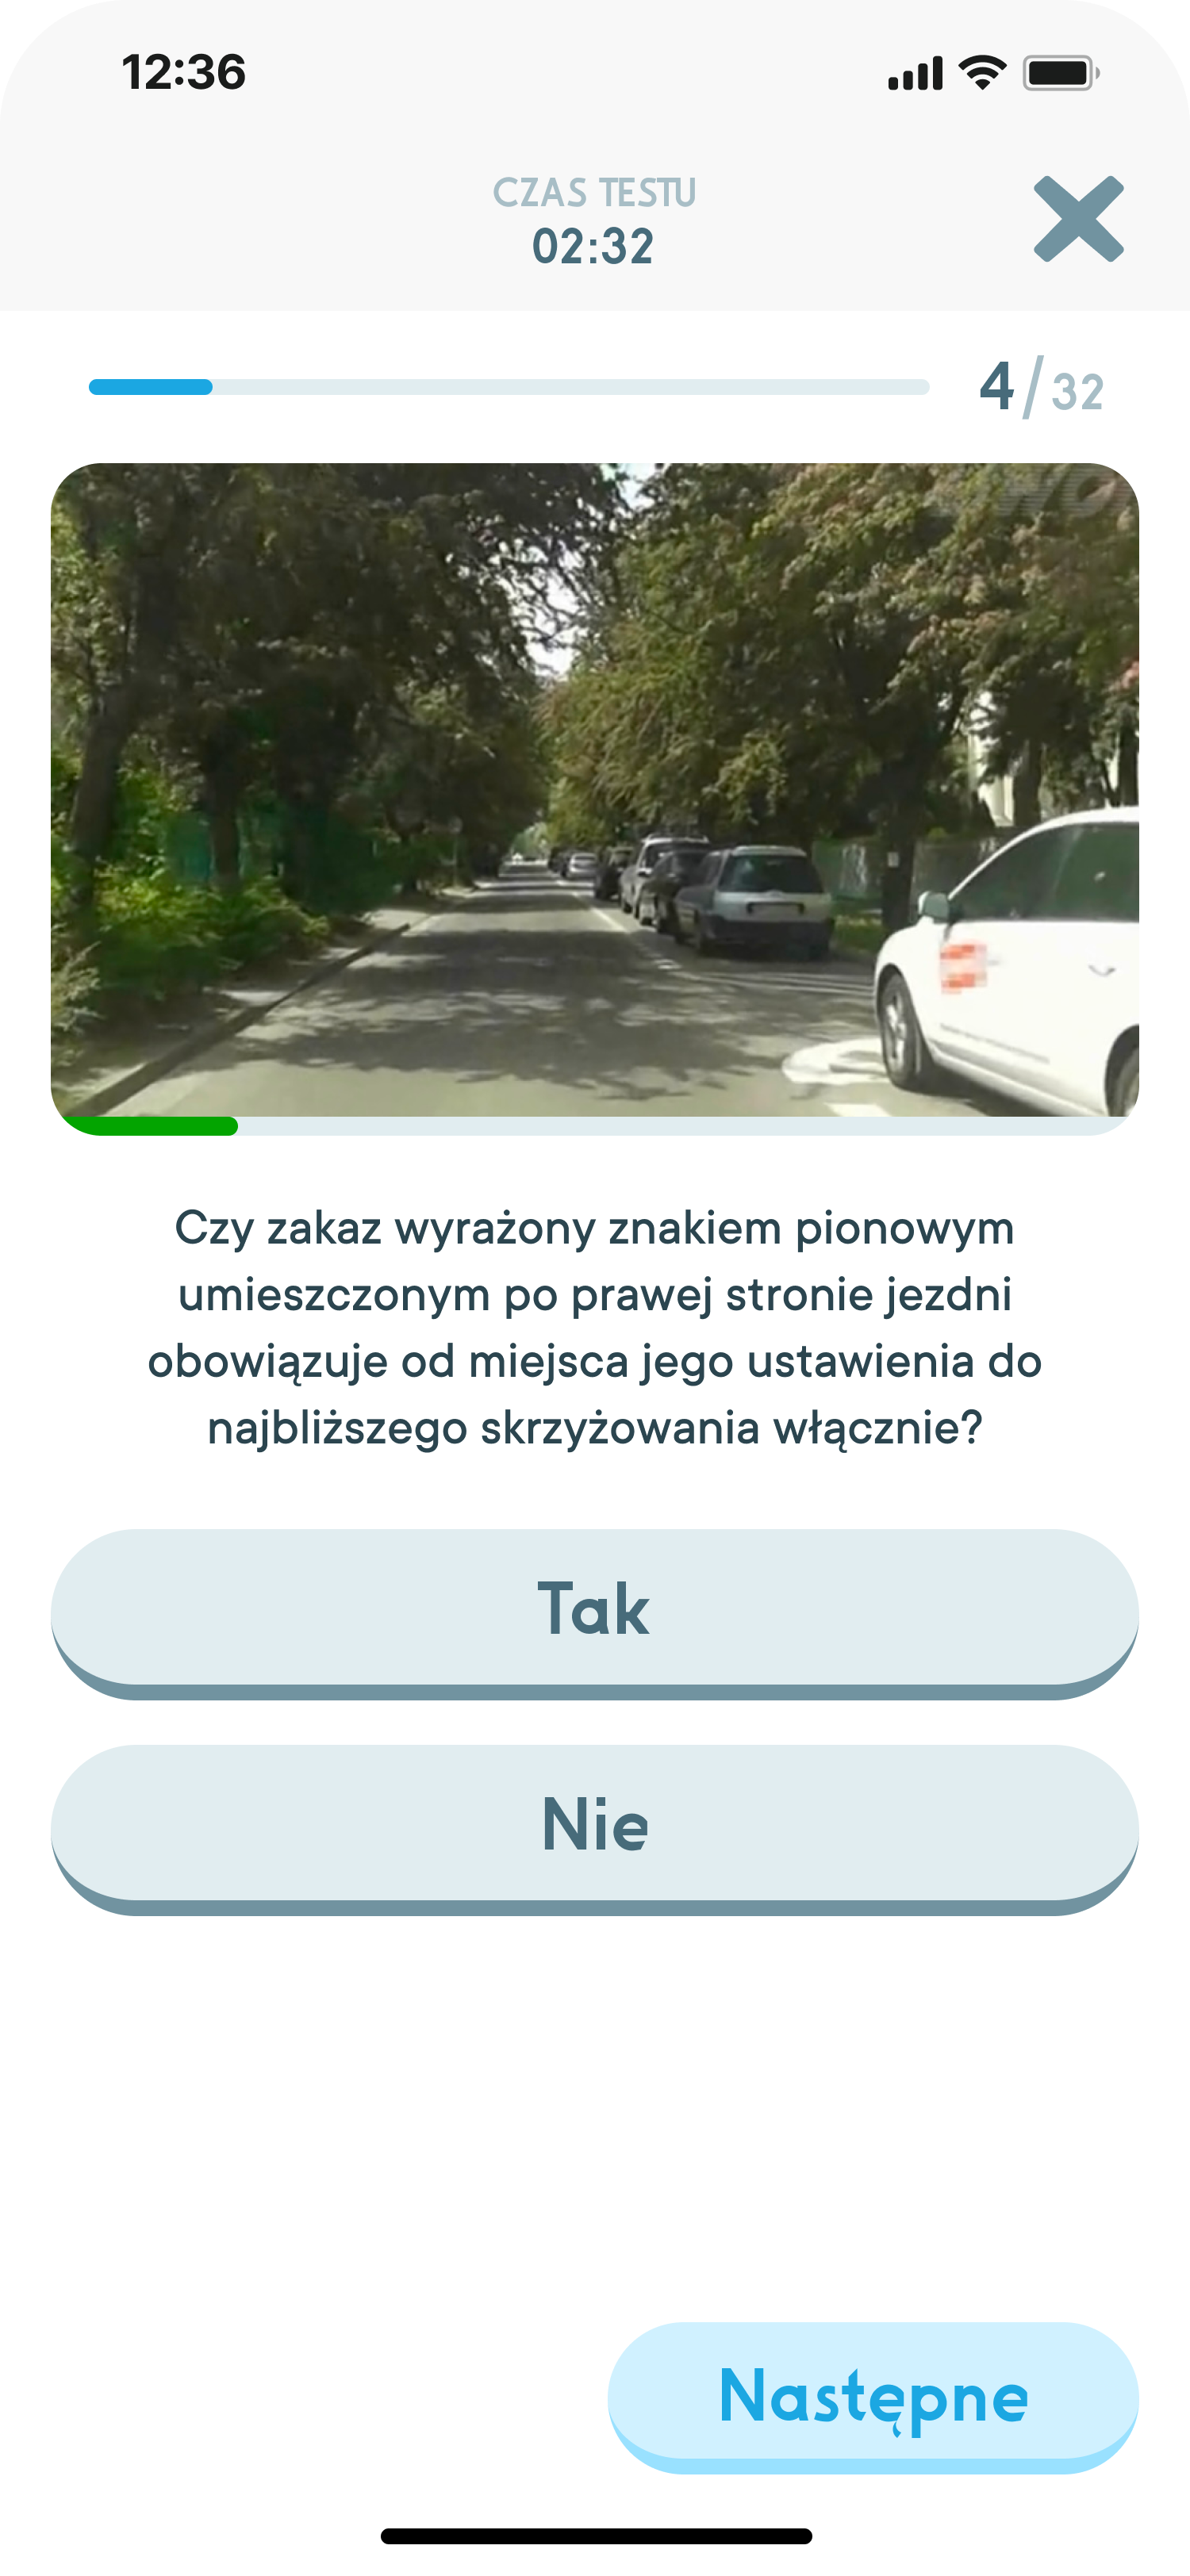 12:36
CZAS TESTU
02:32
4/32
Czy zakaz wyrażony znakiem pionowym
umieszczonym po prawej stronie jezdni
obowiązuje od miejsca jego ustawienia do
najbliższego skrzyżowania włącznie?
Tak
Nie
Następne